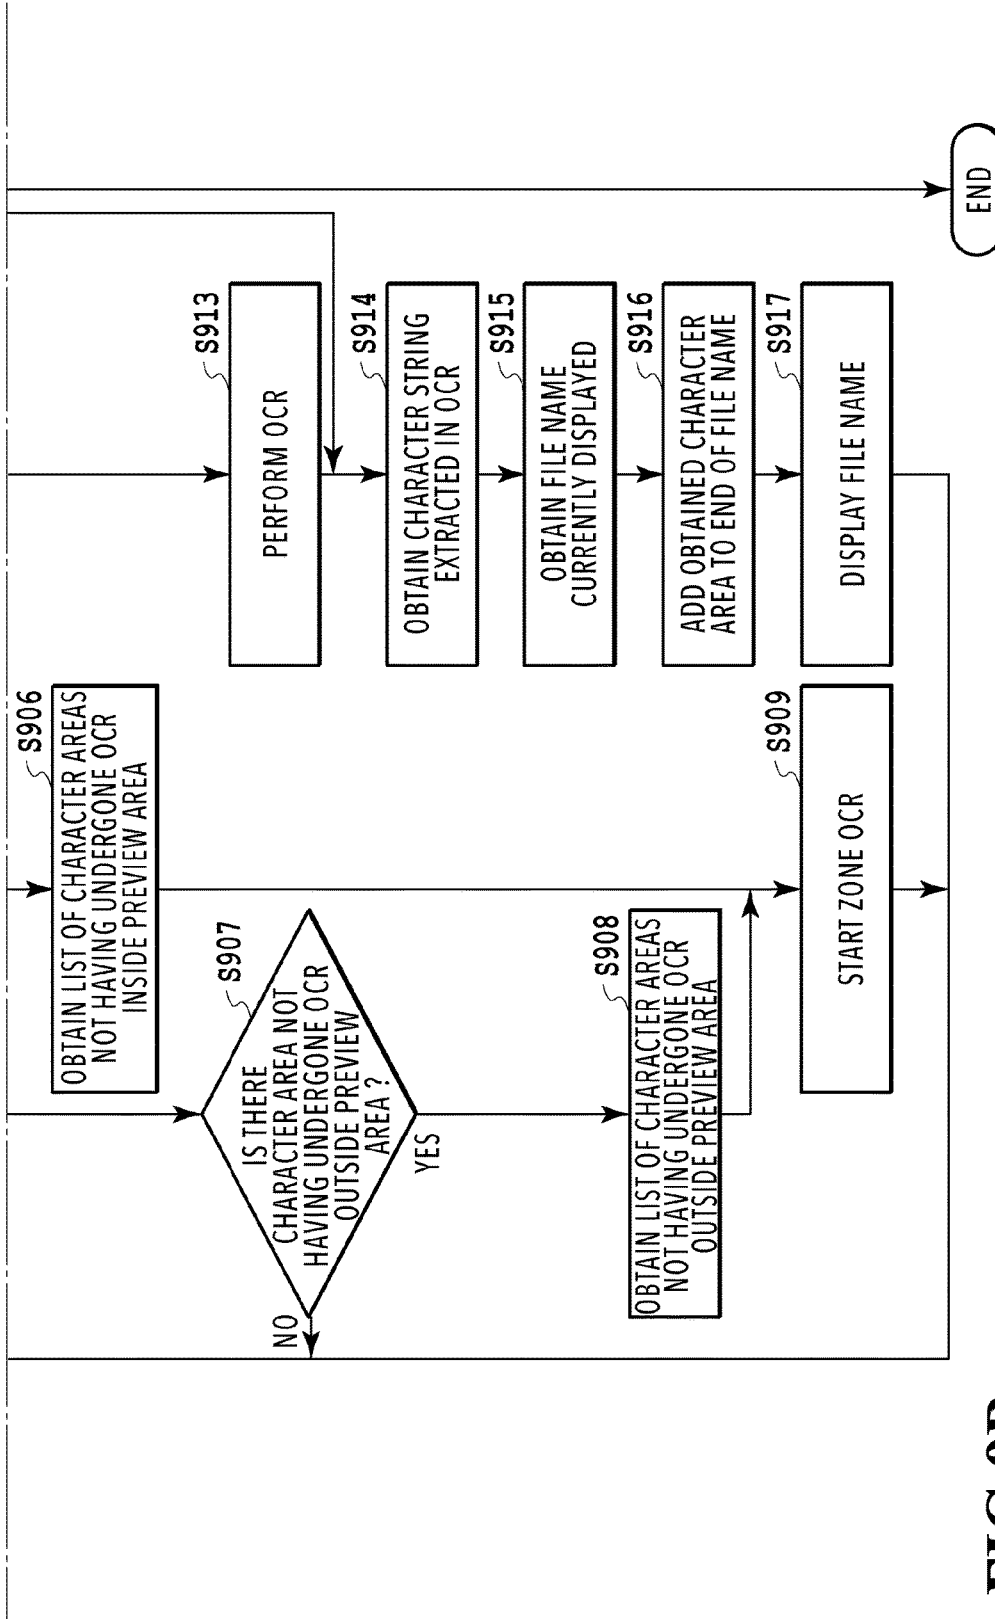 S906
OBTAIN LIST OF CHARACTER AREAS
NOT HAVING UNDERGONE OCR
INSIDE PREVIEW AREA
S907
IS THERE
CHARACTER AREA NOT
HAVING UNDERGONE OCR
OUTSIDE PREVIEW
AREA?
NO
YES
S908
OBTAIN LIST OF CHARACTER AREAS
NOT HAVING UNDERGONE OCR
OUTSIDE PREVIEW AREA
S909
START ZONE OCR
S913
PERFORM OCR
S914
OBTAIN CHARACTER STRING
EXTRACTED IN OCR
S915
OBTAIN FILE NAME
CURRENTLY DISPLAYED
S916
ADD OBTAINED CHARACTER
AREA TO END OF FILE NAME
S917
DISPLAY FILE NAME
END